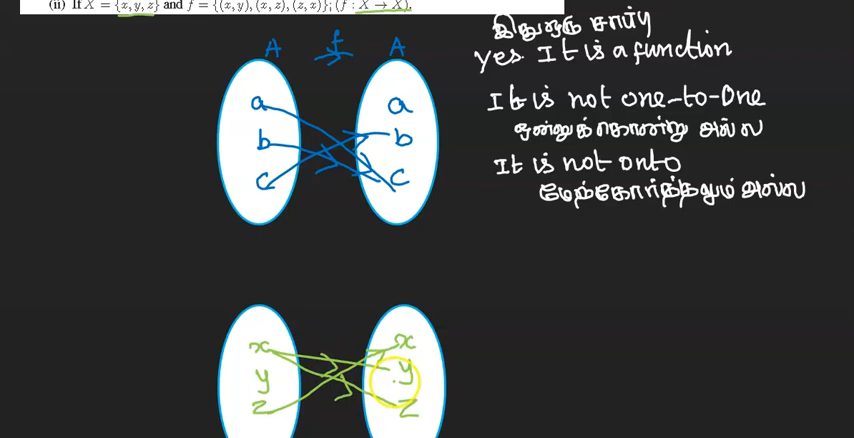 (ii) If X = {x, y, z} and f = {(x, y), (x, z), (z, x)}; (f : X → X).
A f A
a a
b b
c c
இது ஒரு சார்பு
yes. It is a function
It is not one-to-One
ஒன்றுக்கொன்று அல்ல
It is not onto
மேற்கோர்த்தலும் அல்ல
x x
y y
z z